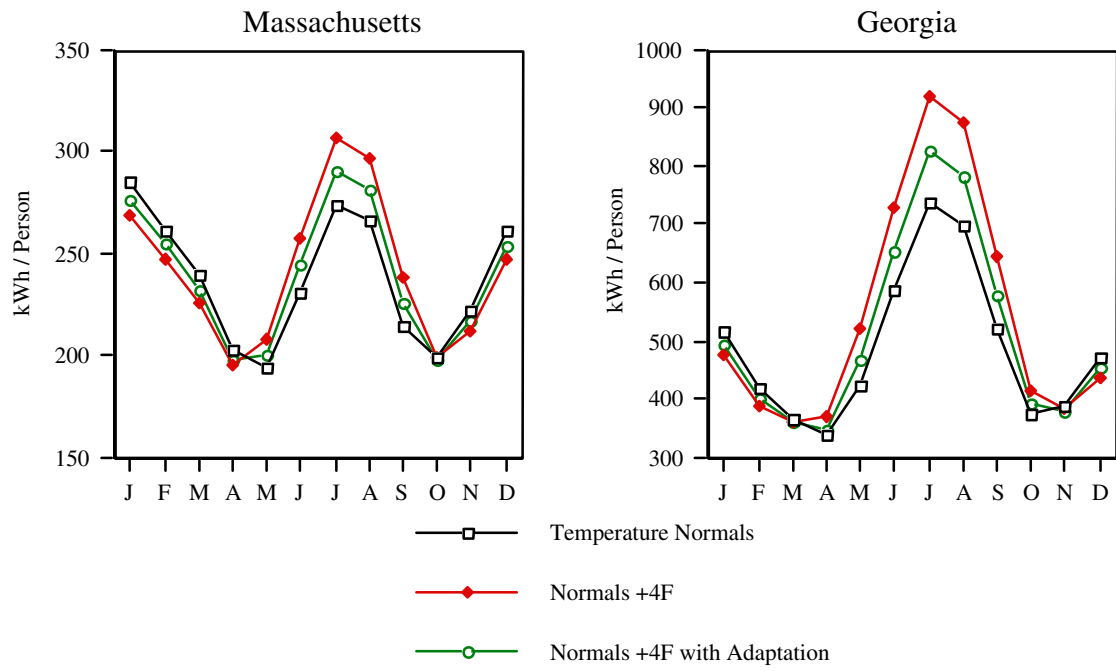 Massachusetts
kWh / Person
350
300
250
200
150
J F M A M J J A S O N D
Georgia
kWh / Person
1000
900
800
700
600
500
400
300
J F M A M J J A S O N D
Temperature Normals
Normals +4F
Normals +4F with Adaptation